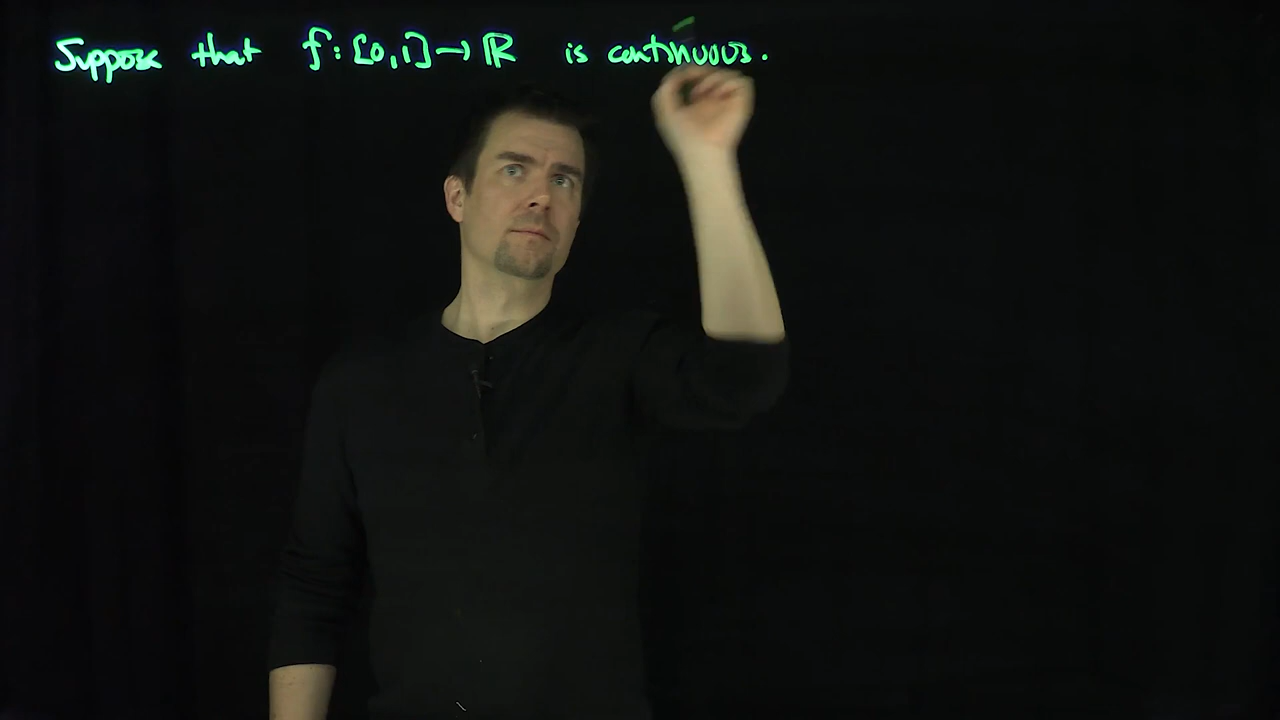 Suppose that f: [0,1] → ℝ is continuous.